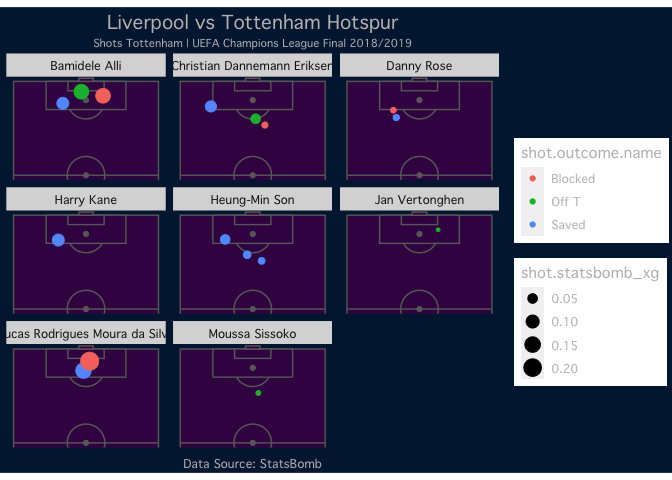 Liverpool vs Tottenham Hotspur
Shots Tottenham | UEFA Champions League Final 2018/2019
Bamidele Alli
Christian Dannemann Eriksen
Danny Rose
Harry Kane
Heung-Min Son
Jan Vertonghen
ucas Rodrigues Moura da Silv
Moussa Sissoko
shot.outcome.name
Blocked
Off T
Saved
shot.statsbomb_xg
0.05
0.10
0.15
0.20
Data Source: StatsBomb